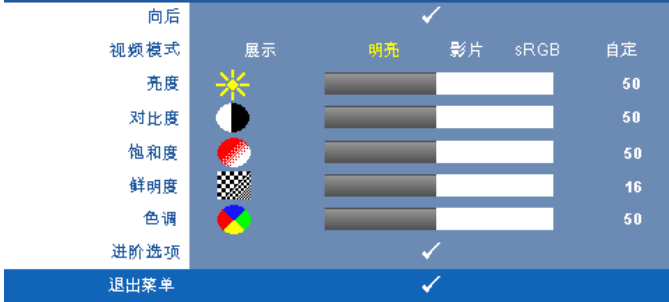 向后
视频模式 展示 明亮 影片 sRGB 自定
亮度 50
对比度 50
饱和度 50
鲜明度 16
色调 50
进阶选项
退出菜单